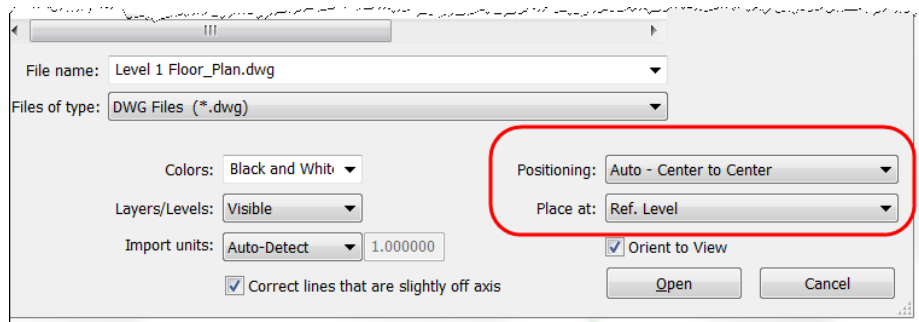 File name: Level 1 Floor_Plan.dwg
Files of type: DWG Files (*.dwg)
Colors: Black and White Positioning: Auto - Center to Center
Layers/Levels: Visible Place at: Ref. Level
Import units: Auto-Detect 1.000000 Orient to View
Correct lines that are slightly off axis Open Cancel